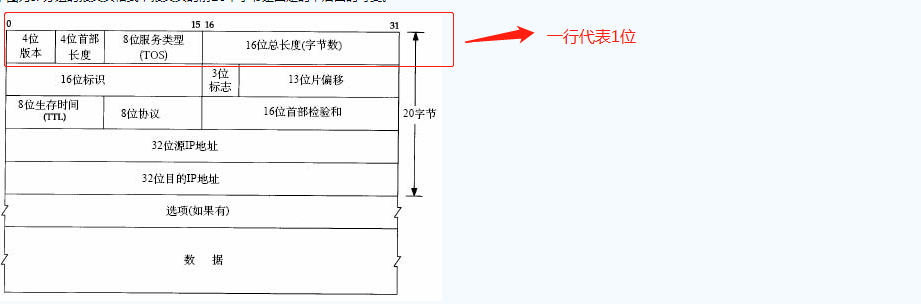 0 15 16 31
4位版本 4位首部长度 8位服务类型(TOS) 16位总长度(字节数)
一行代表1位
16位标识 3位标志 13位片偏移
8位生存时间(TTL) 8位协议 16位首部检验和 20字节
32位源IP地址
32位目的IP地址
选项(如果有)
数 据